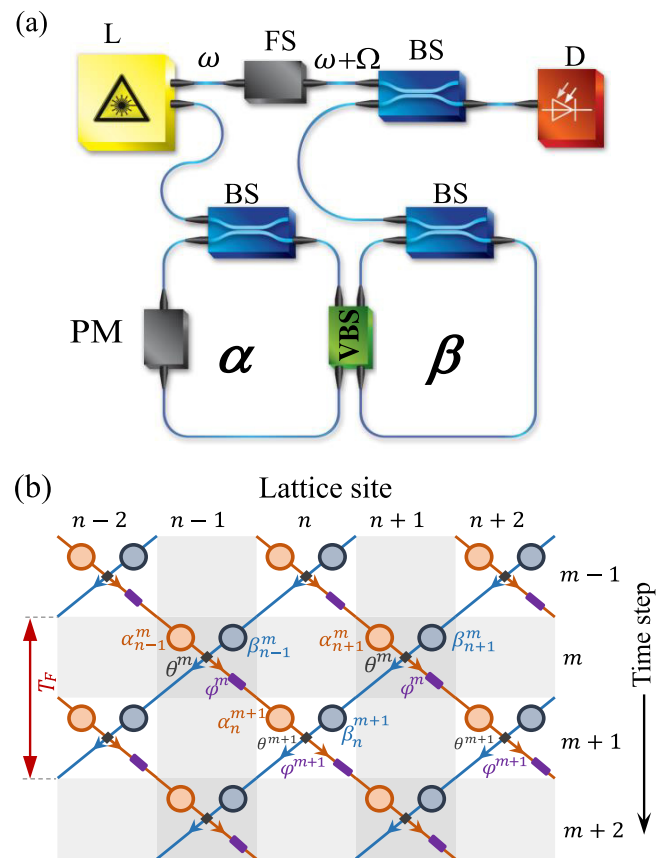 (a)
L ω FS ω+Ω BS D
BS BS
PM α VBS β
(b) Lattice site
n − 2 n − 1 n n + 1 n + 2
m − 1
α^m_{n−1} β^m_{n−1} α^m_{n+1} β^m_{n+1}
θ^m θ^m m
φ^m φ^m
T_F
Time step
α^{m+1}_n β^{m+1}_n m + 1
θ^{m+1} θ^{m+1}
φ^{m+1} φ^{m+1}
m + 2